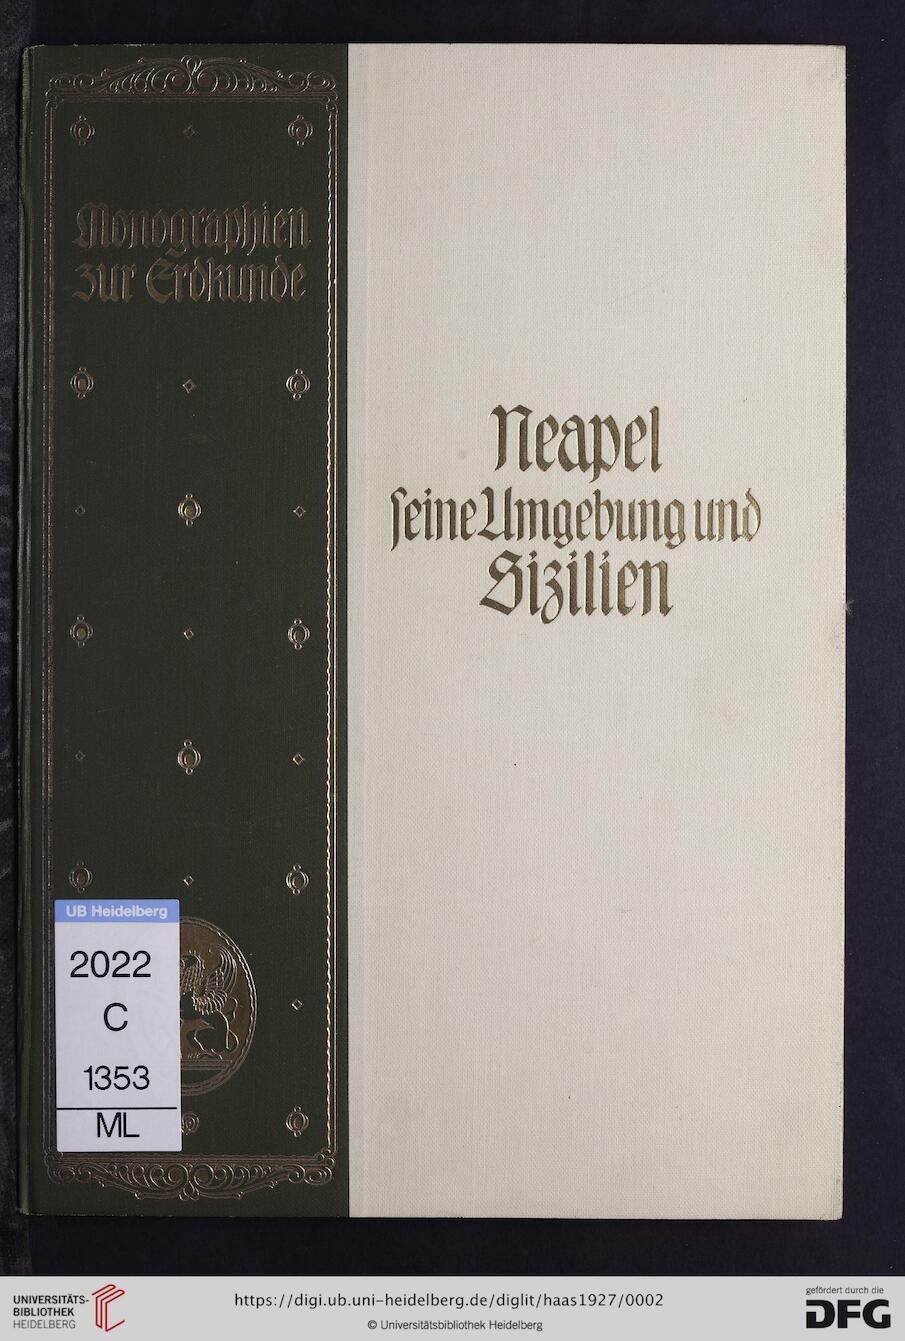 Monographien
zur Erdkunde
Neapel
seine Umgebung und
Sizilien
UB Heidelberg
2022
C
1353
ML
UNIVERSITÄTS-
BIBLIOTHEK
HEIDELBERG
https://digi.ub.uni-heidelberg.de/diglit/haas1927/0002
© Universitätsbibliothek Heidelberg
gefördert durch die
DFG